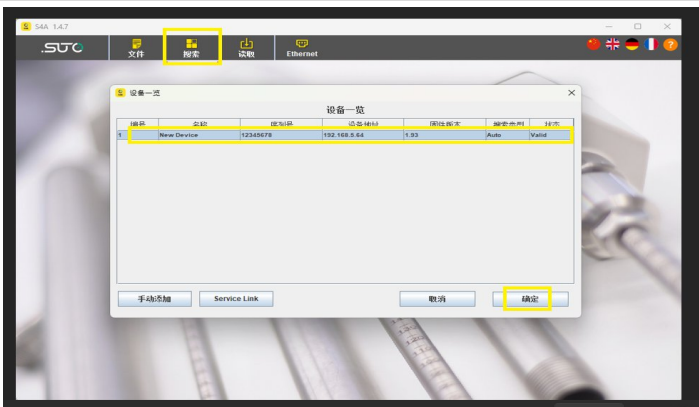 S4A 1.4.7
SUTO
文件 搜索 读取 Ethernet
设备一览
设备一览
编号 名称 序列号 设备地址 固件版本 搜索类型 状态
1 New Device 12345678 192.168.5.64 1.93 Auto Valid
手动添加 Service Link 取消 确定